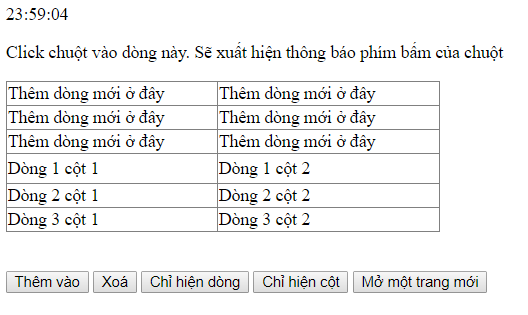 23:59:04
Click chuột vào dòng này. Sẽ xuất hiện thông báo phím bấm của chuột
Thêm dòng mới ở đây Thêm dòng mới ở đây
Thêm dòng mới ở đây Thêm dòng mới ở đây
Thêm dòng mới ở đây Thêm dòng mới ở đây
Dòng 1 cột 1 Dòng 1 cột 2
Dòng 2 cột 1 Dòng 2 cột 2
Dòng 3 cột 1 Dòng 3 cột 2
Thêm vào Xoá Chỉ hiện dòng Chỉ hiện cột Mở một trang mới